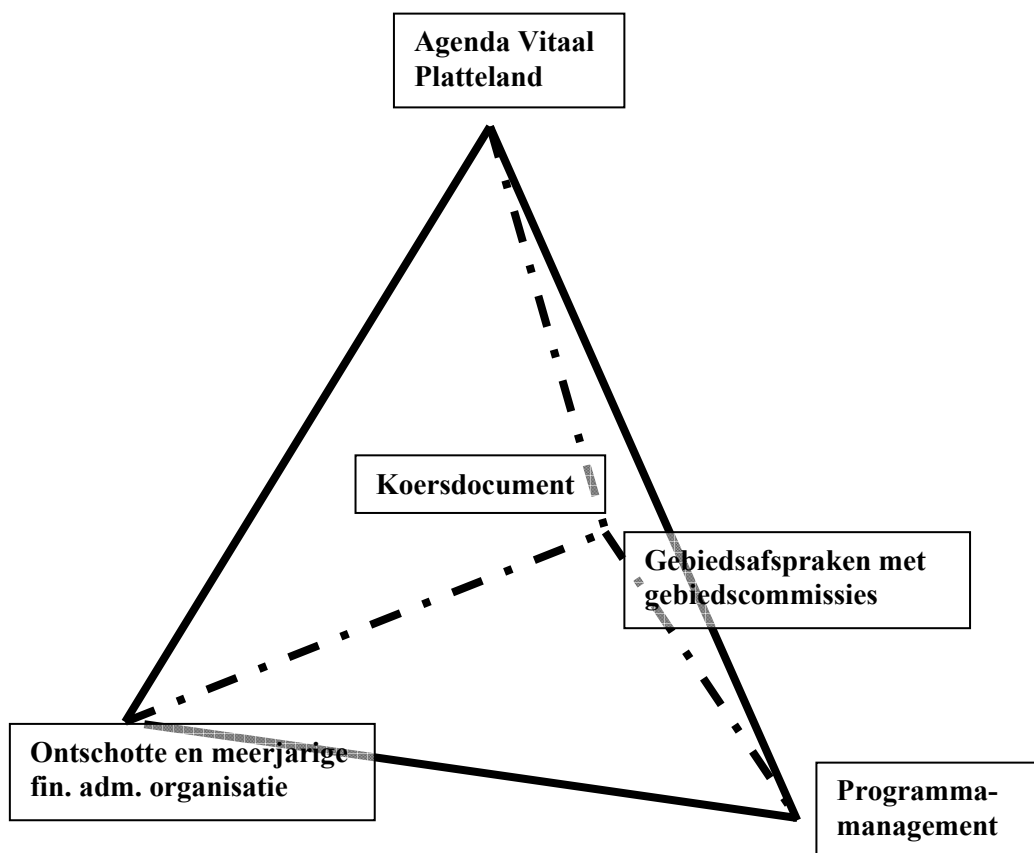 Agenda Vitaal
Platteland
Koersdocument
Gebiedsafspraken met
gebiedscommissies
Ontschotte en meerjarige
fin. adm. organisatie
Programma-
management